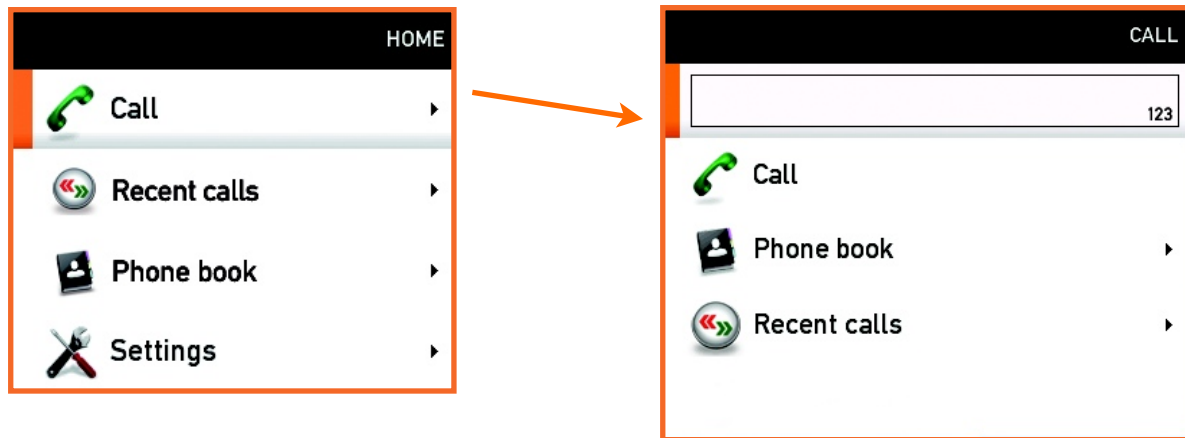 HOME
Call
Recent calls
Phone book
Settings
CALL
123
Call
Phone book
Recent calls